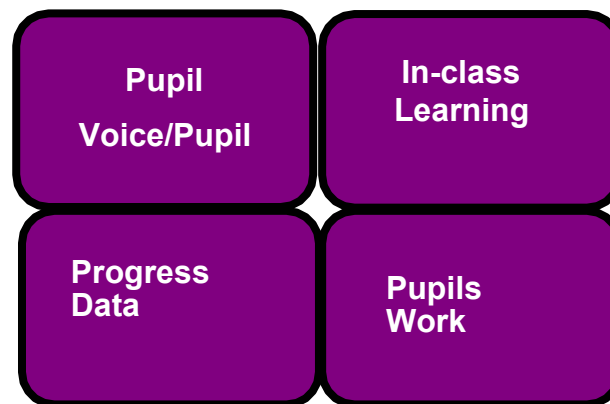 Pupil
Voice/Pupil
In-class
Learning
Progress
Data
Pupils
Work